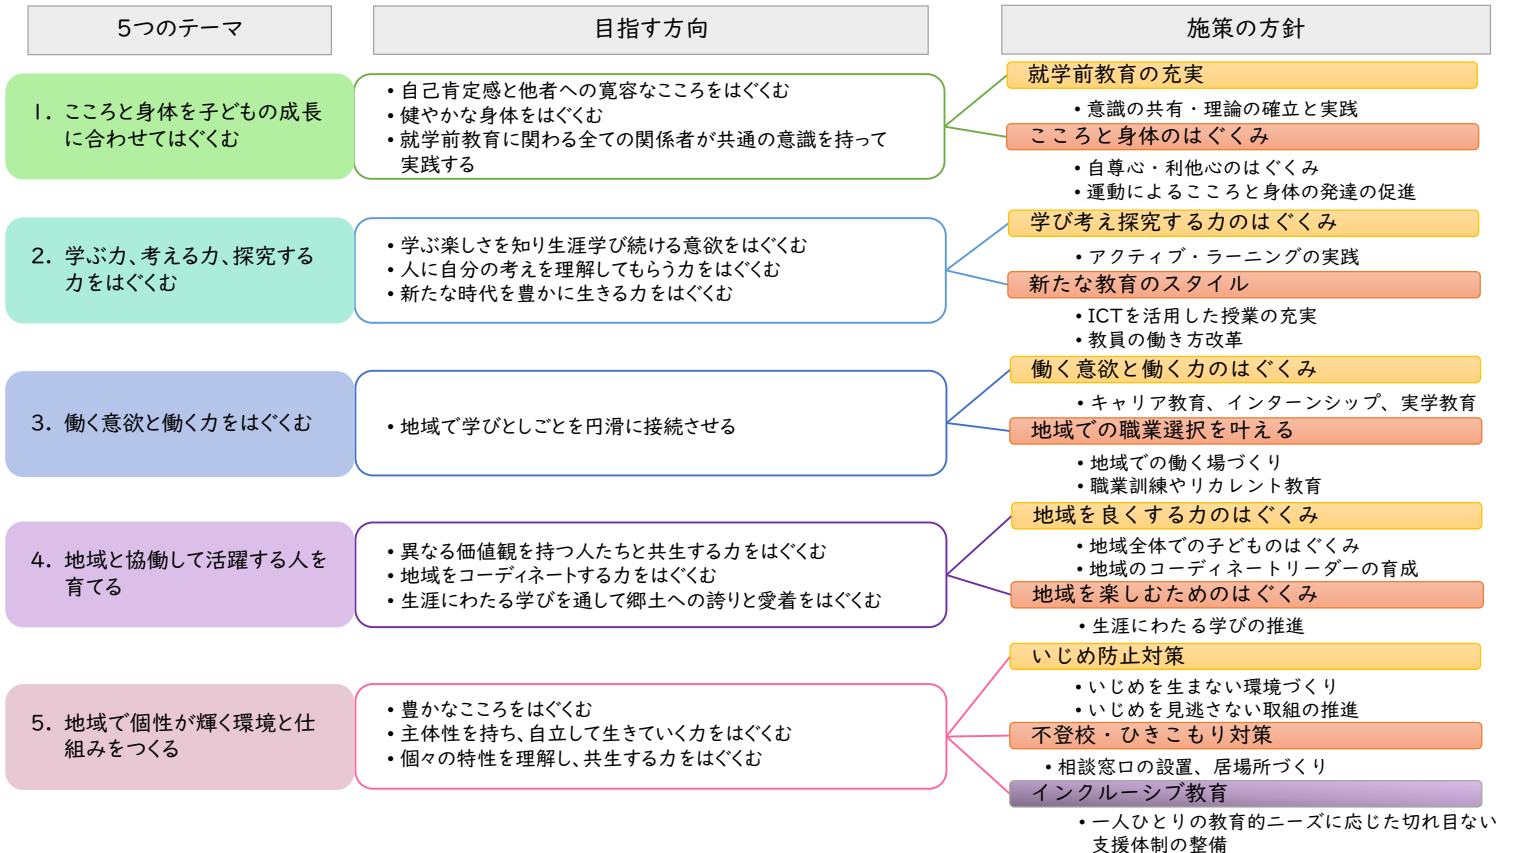 5つのテーマ
目指す方向
施策の方針
1. こころと身体を子どもの成長
に合わせてはぐくむ
• 自己肯定感と他者への寛容なこころをはぐくむ
• 健やかな身体をはぐくむ
• 就学前教育に関わる全ての関係者が共通の意識を持って
実践する
就学前教育の充実
• 意識の共有・理論の確立と実践
こころと身体のはぐくみ
• 自尊心・利他心のはぐくみ
• 運動によるこころと身体の発達の促進
2. 学ぶ力、考える力、探究する
力をはぐくむ
• 学ぶ楽しさを知り生涯学び続ける意欲をはぐくむ
• 人に自分の考えを理解してもらう力をはぐくむ
• 新たな時代を豊かに生きる力をはぐくむ
学び考え探究する力のはぐくみ
• アクティブ・ラーニングの実践
新たな教育のスタイル
• ICTを活用した授業の充実
• 教員の働き方改革
3. 働く意欲と働く力をはぐくむ
• 地域で学びとしごとを円滑に接続させる
働く意欲と働く力のはぐくみ
• キャリア教育、インターンシップ、実学教育
地域での職業選択を叶える
• 地域での働く場づくり
• 職業訓練やリカレント教育
4. 地域と協働して活躍する人を
育てる
• 異なる価値観を持つ人たちと共生する力をはぐくむ
• 地域をコーディネートする力をはぐくむ
• 生涯にわたる学びを通して郷土への誇りと愛着をはぐくむ
地域を良くする力のはぐくみ
• 地域全体での子どものはぐくみ
• 地域のコーディネートリーダーの育成
地域を楽しむためのはぐくみ
• 生涯にわたる学びの推進
5. 地域で個性が輝く環境と仕
組みをつくる
• 豊かなこころをはぐくむ
• 主体性を持ち、自立して生きていく力をはぐくむ
• 個々の特性を理解し、共生する力をはぐくむ
いじめ防止対策
• いじめを生まない環境づくり
• いじめを見逃さない取組の推進
不登校・ひきこもり対策
• 相談窓口の設置、居場所づくり
インクルーシブ教育
• 一人ひとりの教育的ニーズに応じた切れ目ない
支援体制の整備